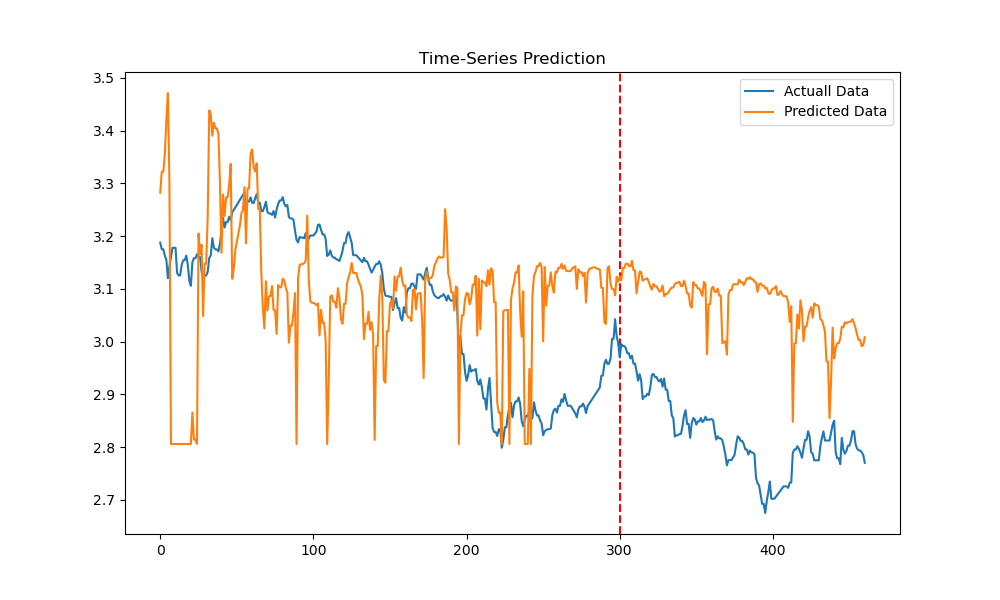 Time-Series Prediction
Actuall Data
Predicted Data
3.5
3.4
3.3
3.2
3.1
3.0
2.9
2.8
2.7
0 100 200 300 400